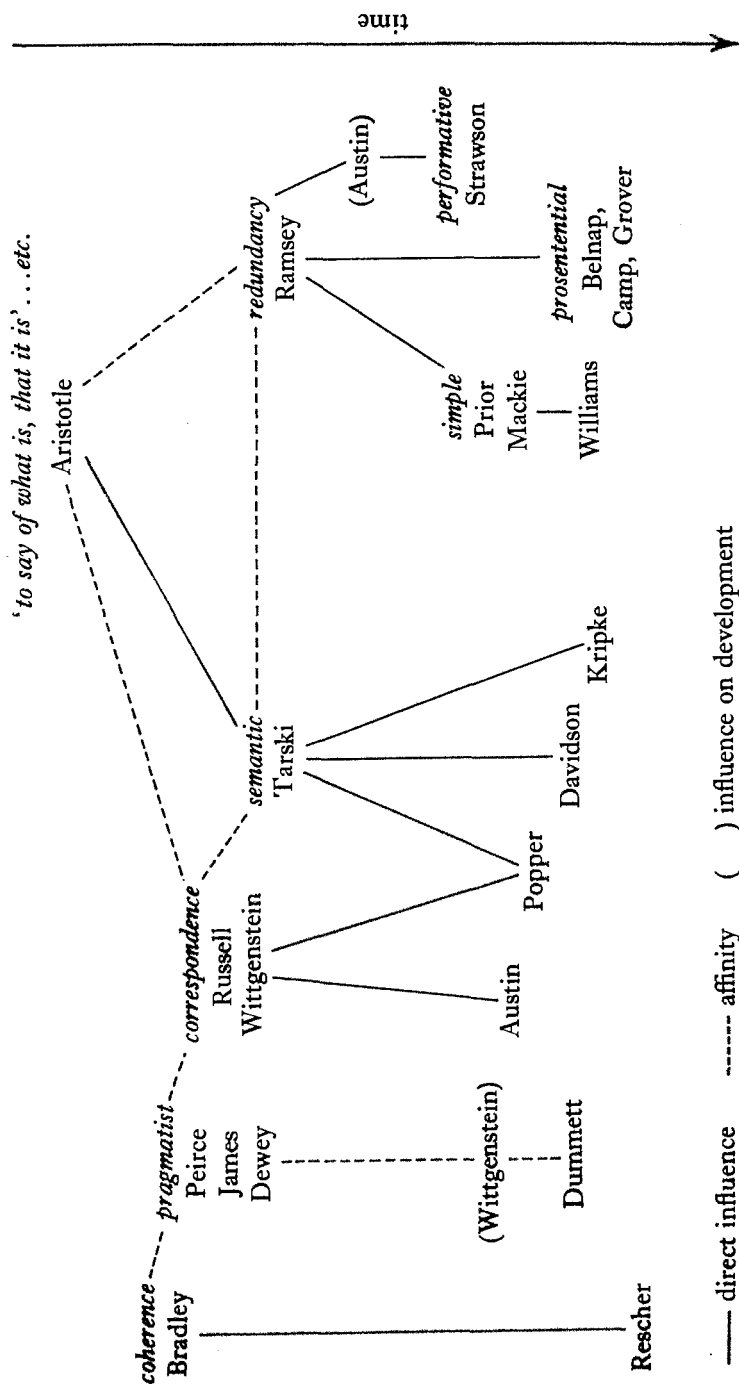 'to say of what is, that it is' . . . etc.
Aristotle
coherence
Bradley
pragmatist
Peirce
James
Dewey
correspondence
Russell
Wittgenstein
semantic
Tarski
redundancy
Ramsey
(Austin)
performative
Strawson
simple
Prior
Mackie
Williams
prosentential
Belnap,
Camp, Grover
(Wittgenstein)
Dummett
Austin
Popper
Davidson
Kripke
Rescher
time
direct influence
affinity
( ) influence on development